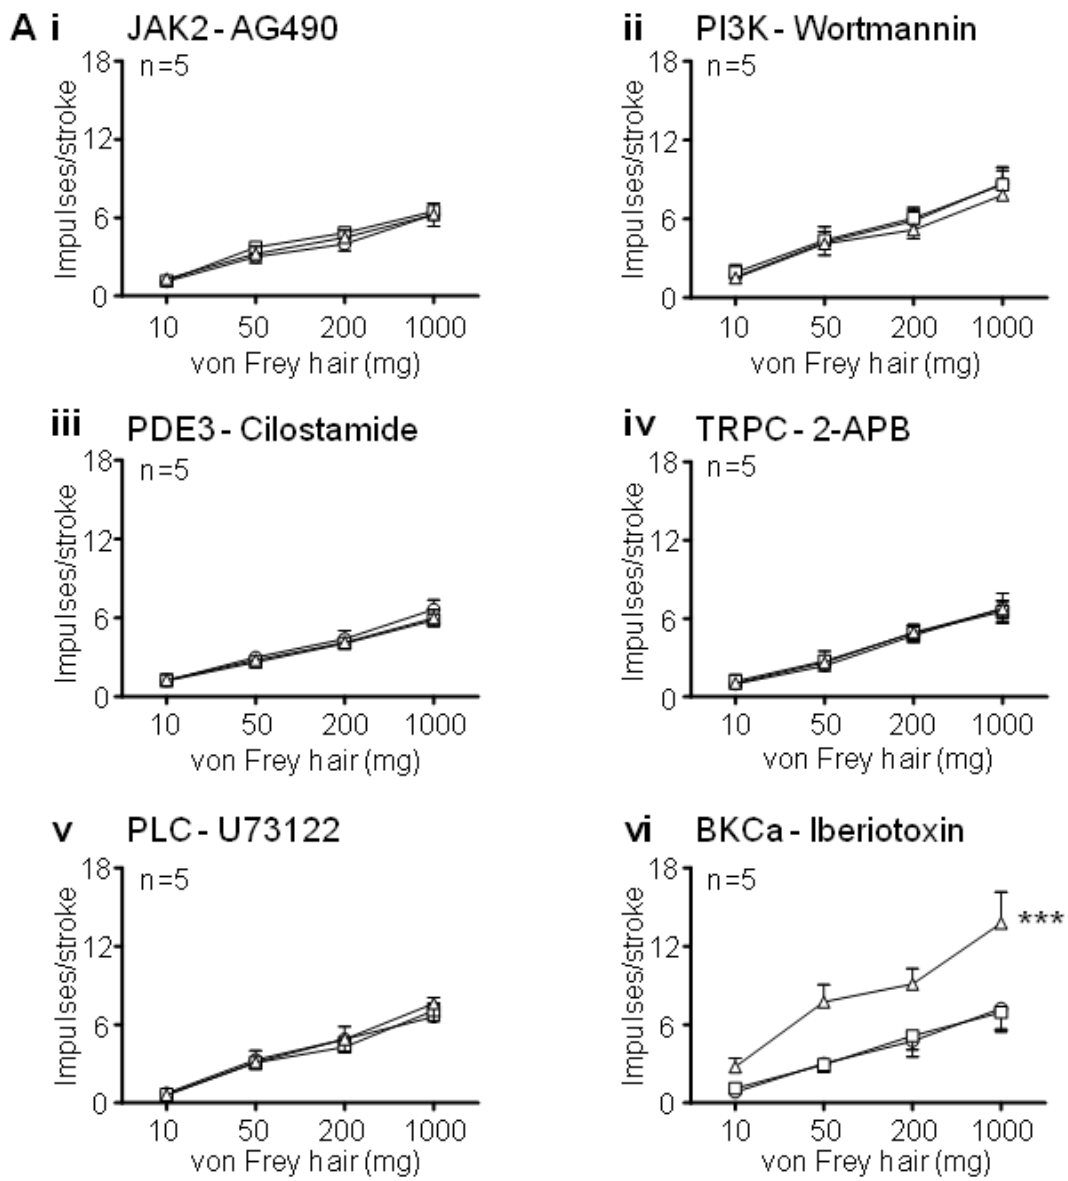 A i JAK2 - AG490
n=5
18
12
6
0
Impulses/stroke
10 50 200 1000
von Frey hair (mg)
ii PI3K - Wortmannin
n=5
18
12
6
0
Impulses/stroke
10 50 200 1000
von Frey hair (mg)
iii PDE3 - Cilostamide
n=5
18
12
6
0
Impulses/stroke
10 50 200 1000
von Frey hair (mg)
iv TRPC - 2-APB
n=5
18
12
6
0
Impulses/stroke
10 50 200 1000
von Frey hair (mg)
v PLC - U73122
n=5
18
12
6
0
Impulses/stroke
10 50 200 1000
von Frey hair (mg)
vi BKCa - Iberiotoxin
n=5
18
12
6
0
Impulses/stroke
***
10 50 200 1000
von Frey hair (mg)